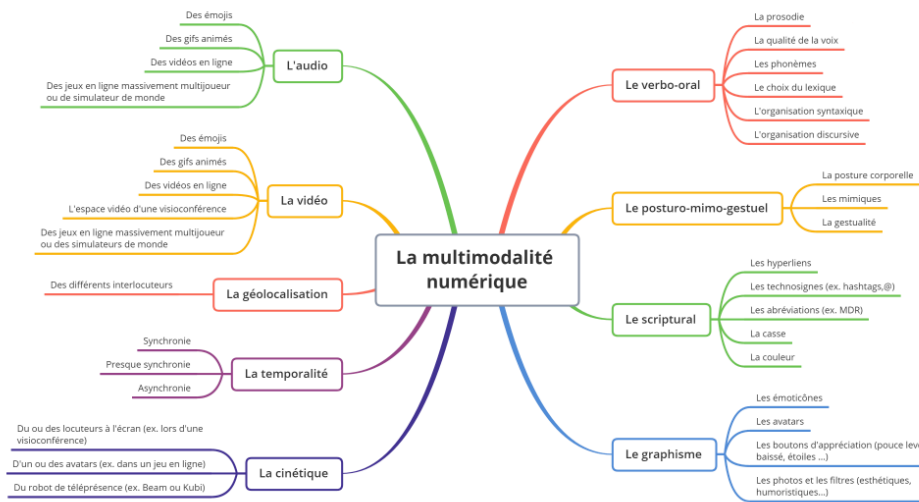 La multimodalité
numérique
L'audio
Des émojis
Des gifs animés
Des vidéos en ligne
Des jeux en ligne massivement multijoueur
ou de simulateur de monde
La vidéo
Des émojis
Des gifs animés
Des vidéos en ligne
L'espace vidéo d'une visioconférence
Des jeux en ligne massivement multijoueur
ou des simulateurs de monde
La géolocalisation
Des différents interlocuteurs
La temporalité
Synchronie
Presque synchronie
Asynchronie
La cinétique
Du ou des locuteurs à l'écran (ex. lors d'une
visioconférence)
D'un ou des avatars (ex. dans un jeu en ligne)
Du robot de téléprésence (ex. Beam ou Kubi)
Le verbo-oral
La prosodie
La qualité de la voix
Les phonèmes
Le choix du lexique
L'organisation syntaxique
L'organisation discursive
Le posturo-mimo-gestuel
La posture corporelle
Les mimiques
La gestualité
Le scriptural
Les hyperliens
Les technosignes (ex. hashtags,@)
Les abréviations (ex. MDR)
La casse
La couleur
Le graphisme
Les émoticônes
Les avatars
Les boutons d'appréciation (pouce
baissé, étoiles ...)
Les photos et les filtres (esthétiques,
humoristiques...)